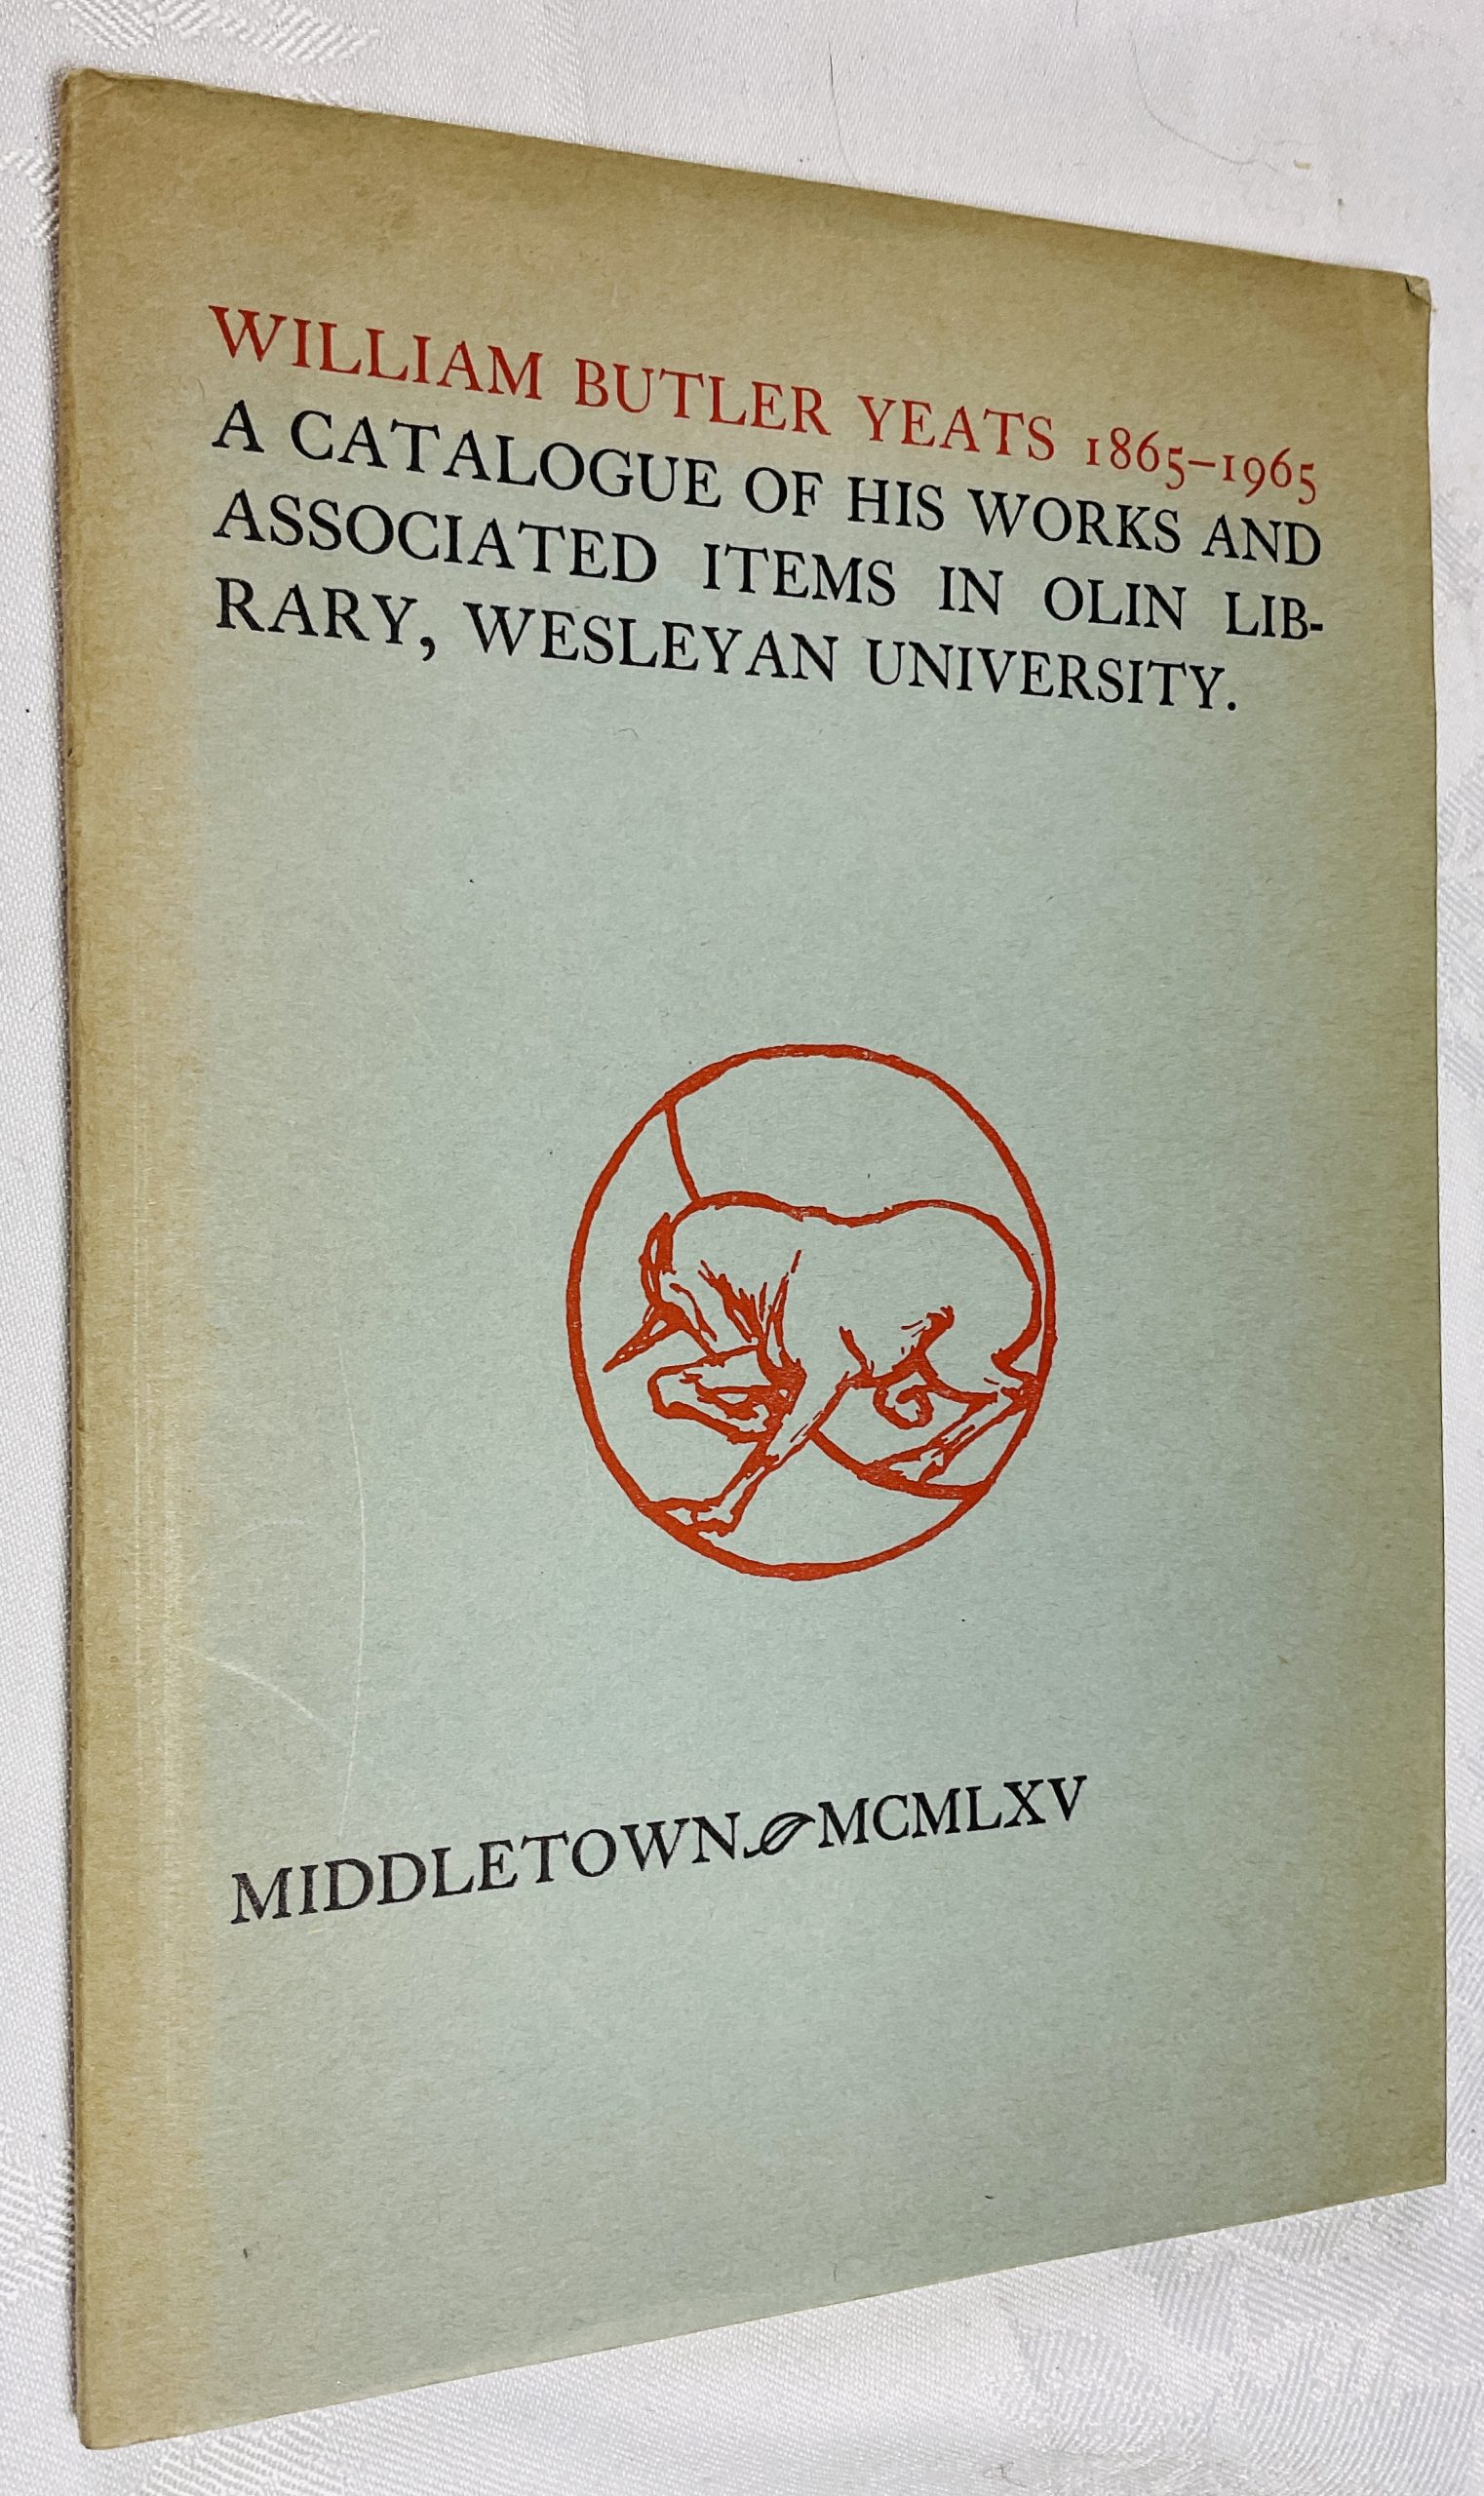 WILLIAM BUTLER YEATS 1865–1965
A CATALOGUE OF HIS WORKS AND
ASSOCIATED ITEMS IN OLIN LIB-
RARY, WESLEYAN UNIVERSITY.
MIDDLETOWN MCMLXV